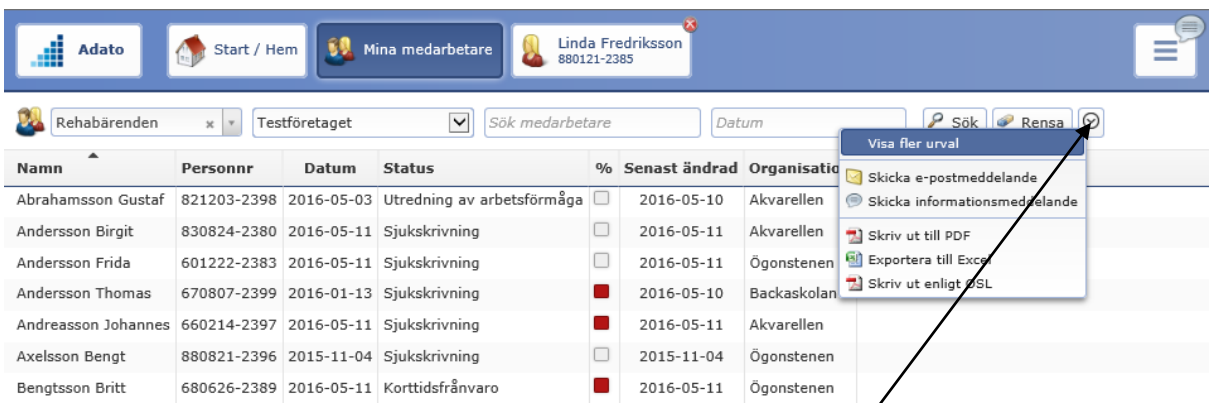 Adato
Start / Hem
Mina medarbetare
Linda Fredriksson
880121-2385
Rehabärenden
Testföretaget
Sök medarbetare
Datum
Sök
Rensa
Visa fler urval
Skicka e-postmeddelande
Skicka informationsmeddelande
Skriv ut till PDF
Exportera till Excel
Skriv ut enligt OSL
Namn Personnr Datum Status % Senast ändrad Organisatio
Abrahamsson Gustaf 821203-2398 2016-05-03 Utredning av arbetsförmåga 2016-05-10 Akvarellen
Andersson Birgit 830824-2380 2016-05-11 Sjukskrivning 2016-05-11 Akvarellen
Andersson Frida 601222-2383 2016-05-11 Sjukskrivning 2016-05-11 Ögonstenen
Andersson Thomas 670807-2399 2016-01-13 Sjukskrivning 2016-05-10 Backaskolan
Andreasson Johannes 660214-2397 2016-05-11 Sjukskrivning 2016-05-11 Akvarellen
Axelsson Bengt 880821-2396 2015-11-04 Sjukskrivning 2015-11-04 Ögonstenen
Bengtsson Britt 680626-2389 2016-05-11 Korttidsfrånvaro 2016-05-11 Ögonstenen